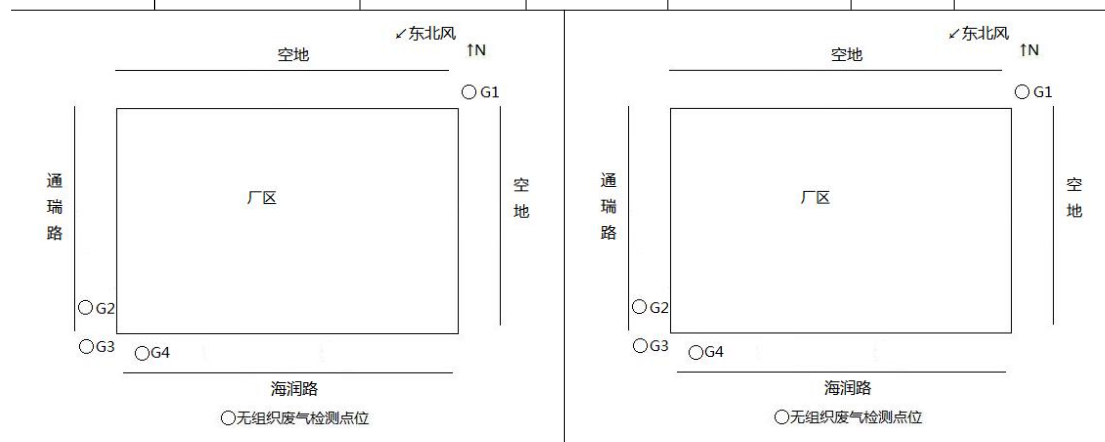 ↙东北风
空地
↑N
G1
通瑞路
厂区
空地
G2
G3
G4
海润路
○无组织废气检测点位
↙东北风
空地
↑N
G1
通瑞路
厂区
空地
G2
G3
G4
海润路
○无组织废气检测点位